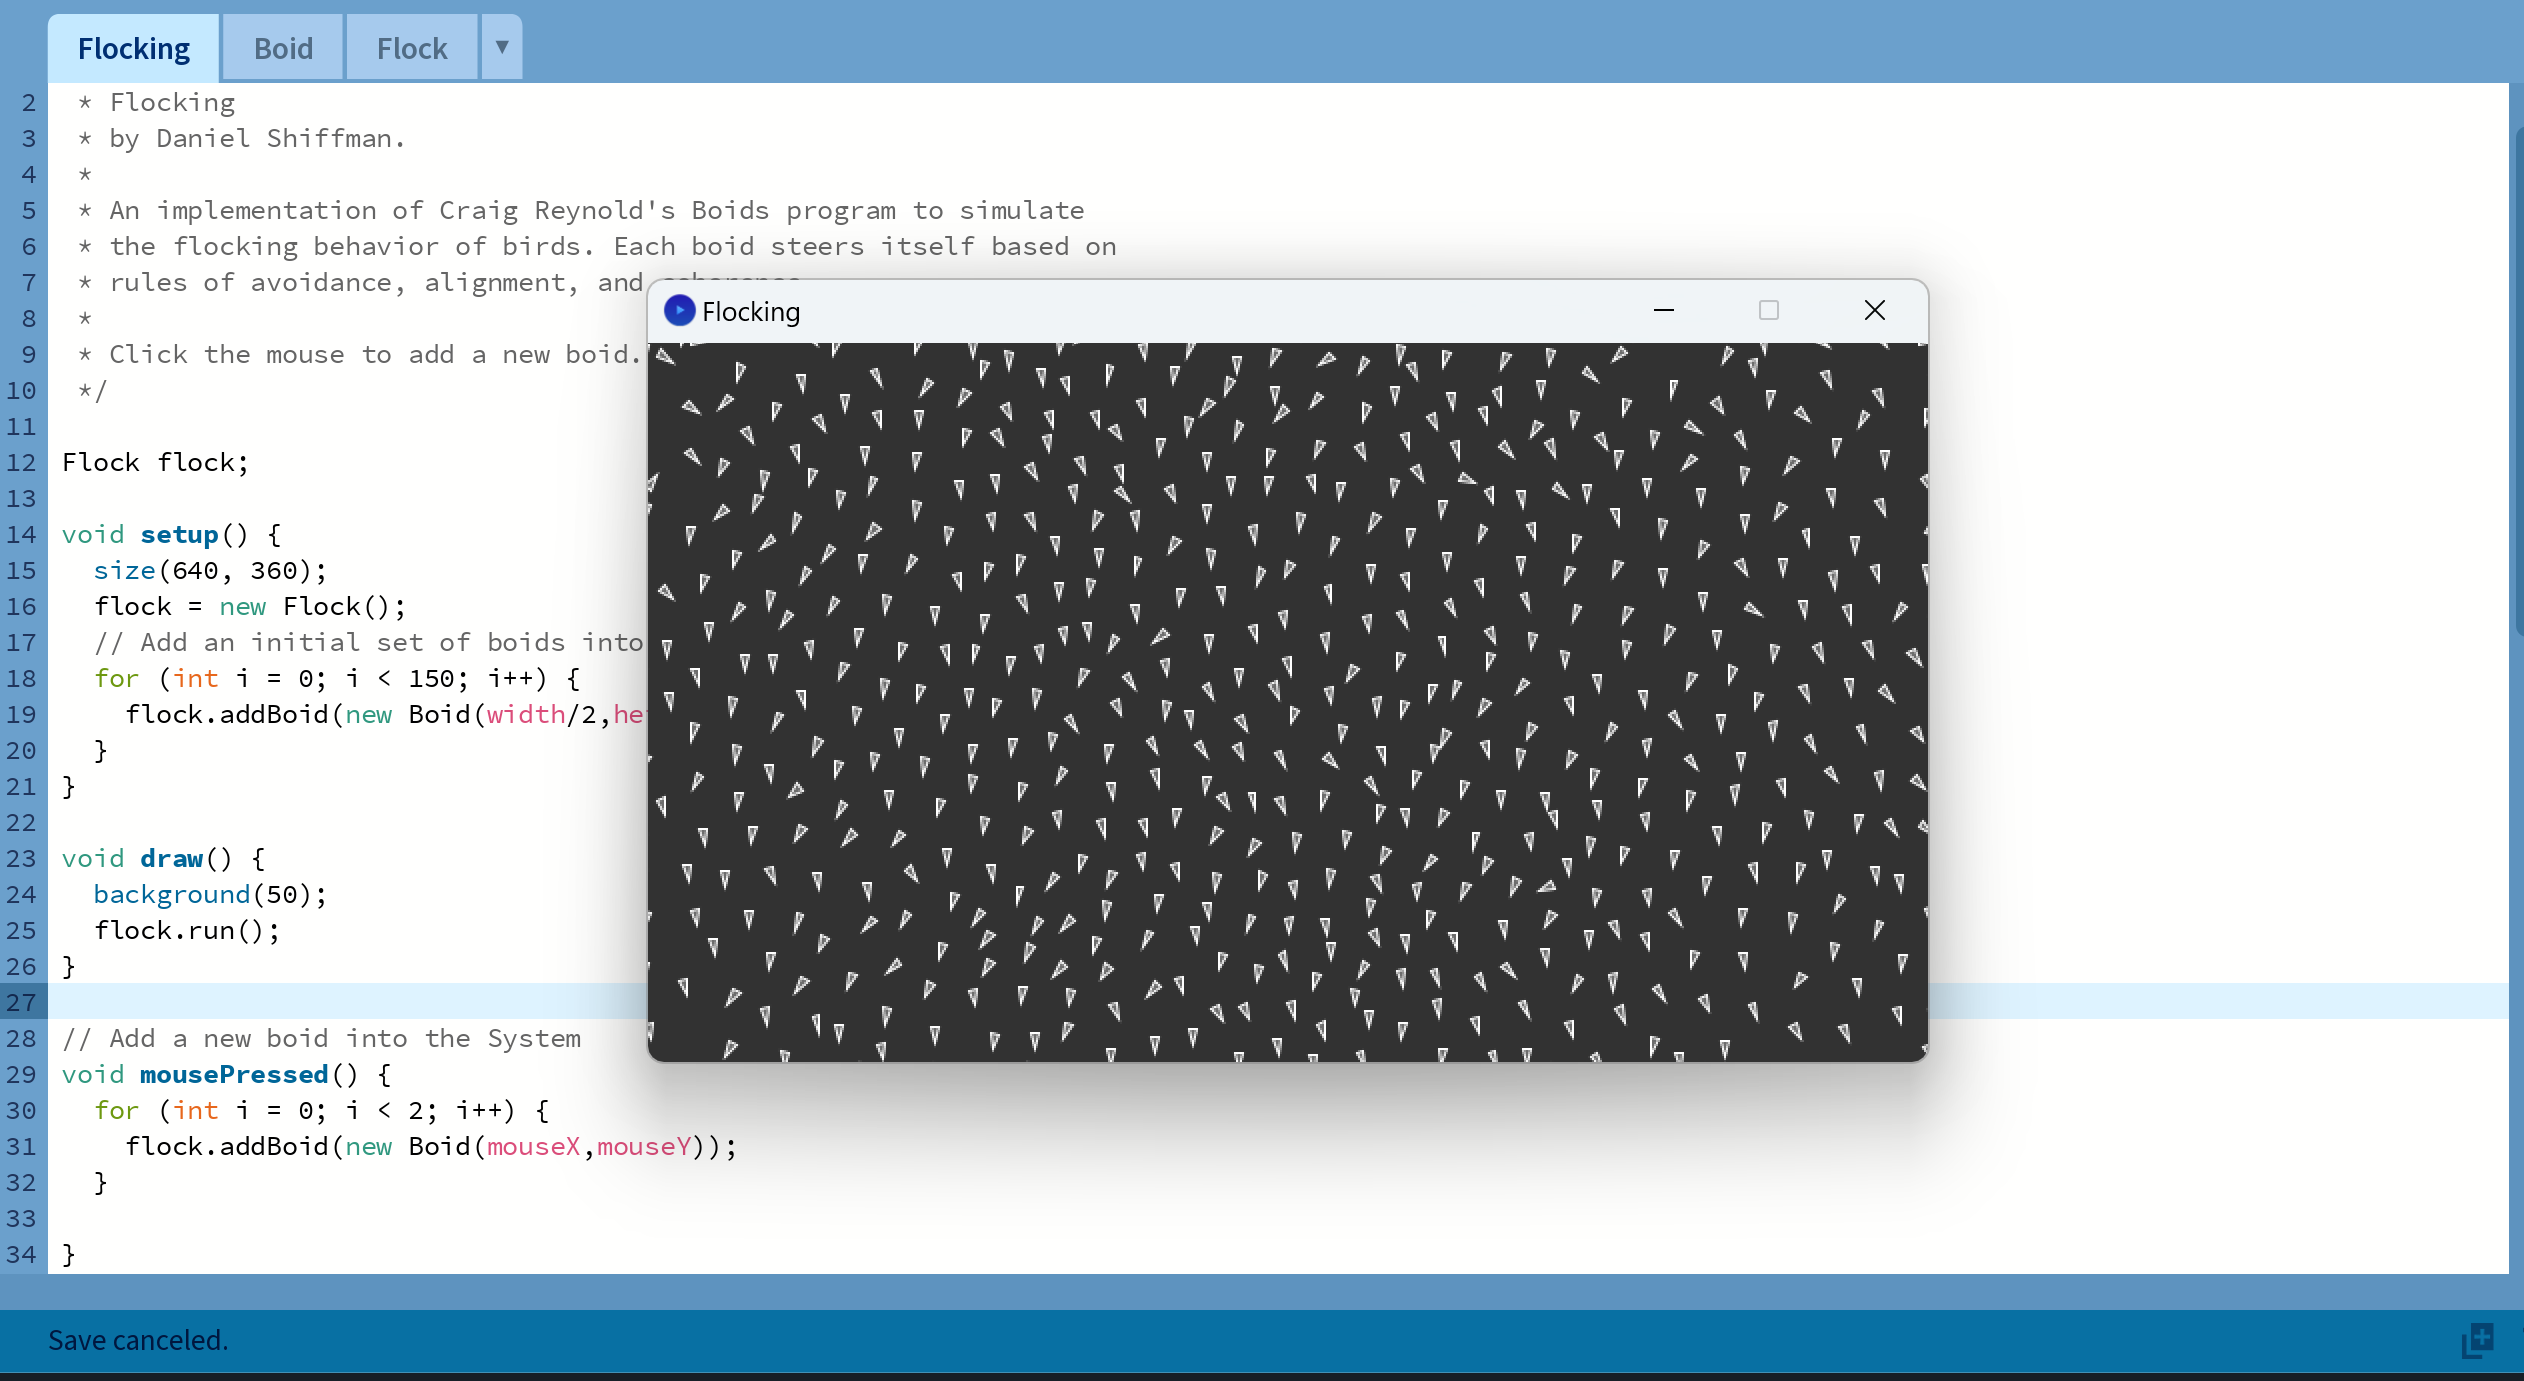 Flocking Boid Flock ▼
2 * Flocking
3 * by Daniel Shiffman.
4 *
5 * An implementation of Craig Reynold's Boids program to simulate
6 * the flocking behavior of birds. Each boid steers itself based on
7 * rules of avoidance, alignment, and
8 *
9 * Click the mouse to add a new boid.
10 */
11
12 Flock flock;
13
14 void setup() {
15 size(640, 360);
16 flock = new Flock();
17 // Add an initial set of boids into
18 for (int i = 0; i < 150; i++) {
19 flock.addBoid(new Boid(width/2,he
20 }
21 }
22
23 void draw() {
24 background(50);
25 flock.run();
26 }
27
28 // Add a new boid into the System
29 void mousePressed() {
30 for (int i = 0; i < 2; i++) {
31 flock.addBoid(new Boid(mouseX,mouseY));
32 }
33
34 }
Flocking
Save canceled.